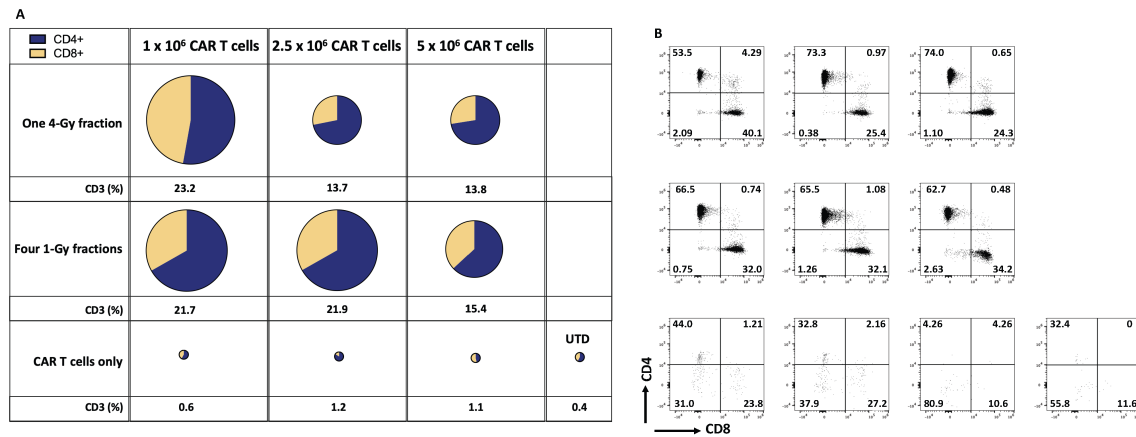 A
CD4+
CD8+
1 x 10⁶ CAR T cells
2.5 x 10⁶ CAR T cells
5 x 10⁶ CAR T cells
One 4-Gy fraction
CD3 (%)
23.2
13.7
13.8
Four 1-Gy fractions
CD3 (%)
21.7
21.9
15.4
CAR T cells only
UTD
CD3 (%)
0.6
1.2
1.1
0.4
B
53.5 4.29
2.09 40.1
73.3 0.97
0.38 25.4
74.0 0.65
1.10 24.3
66.5 0.74
0.75 32.0
65.5 1.08
1.26 32.1
62.7 0.48
2.63 34.2
44.0 1.21
31.0 23.8
32.8 2.16
37.9 27.2
4.26 4.26
80.9 10.6
32.4 0
55.8 11.6
CD4
CD8